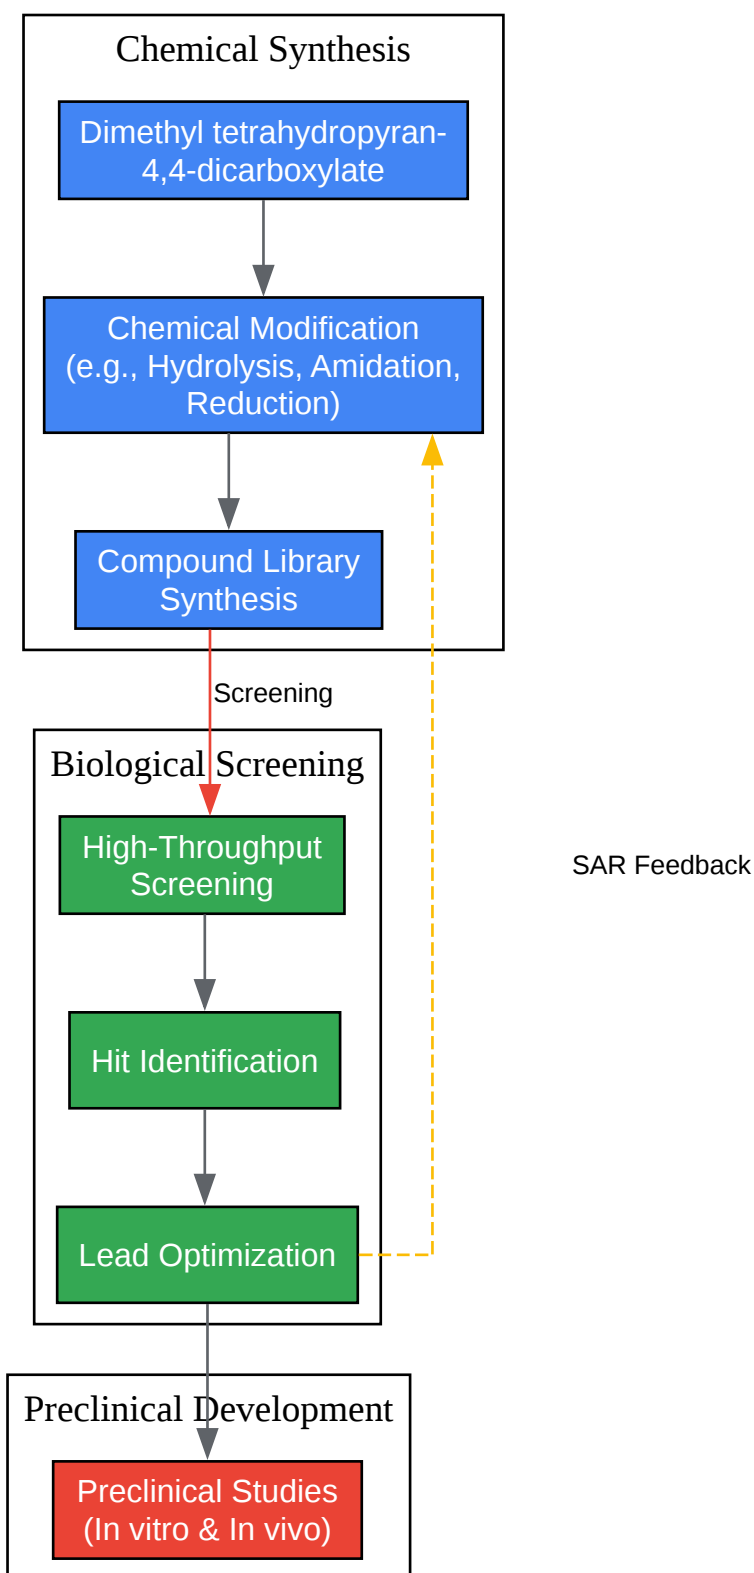 Chemical Synthesis
Dimethyl tetrahydropyran-
4,4-dicarboxylate
Chemical Modification
(e.g., Hydrolysis, Amidation,
Reduction)
Compound Library
Synthesis
Screening
Biological Screening
High-Throughput
Screening
SAR Feedback
Hit Identification
Lead Optimization
Preclinical Development
Preclinical Studies
(In vitro & In vivo)